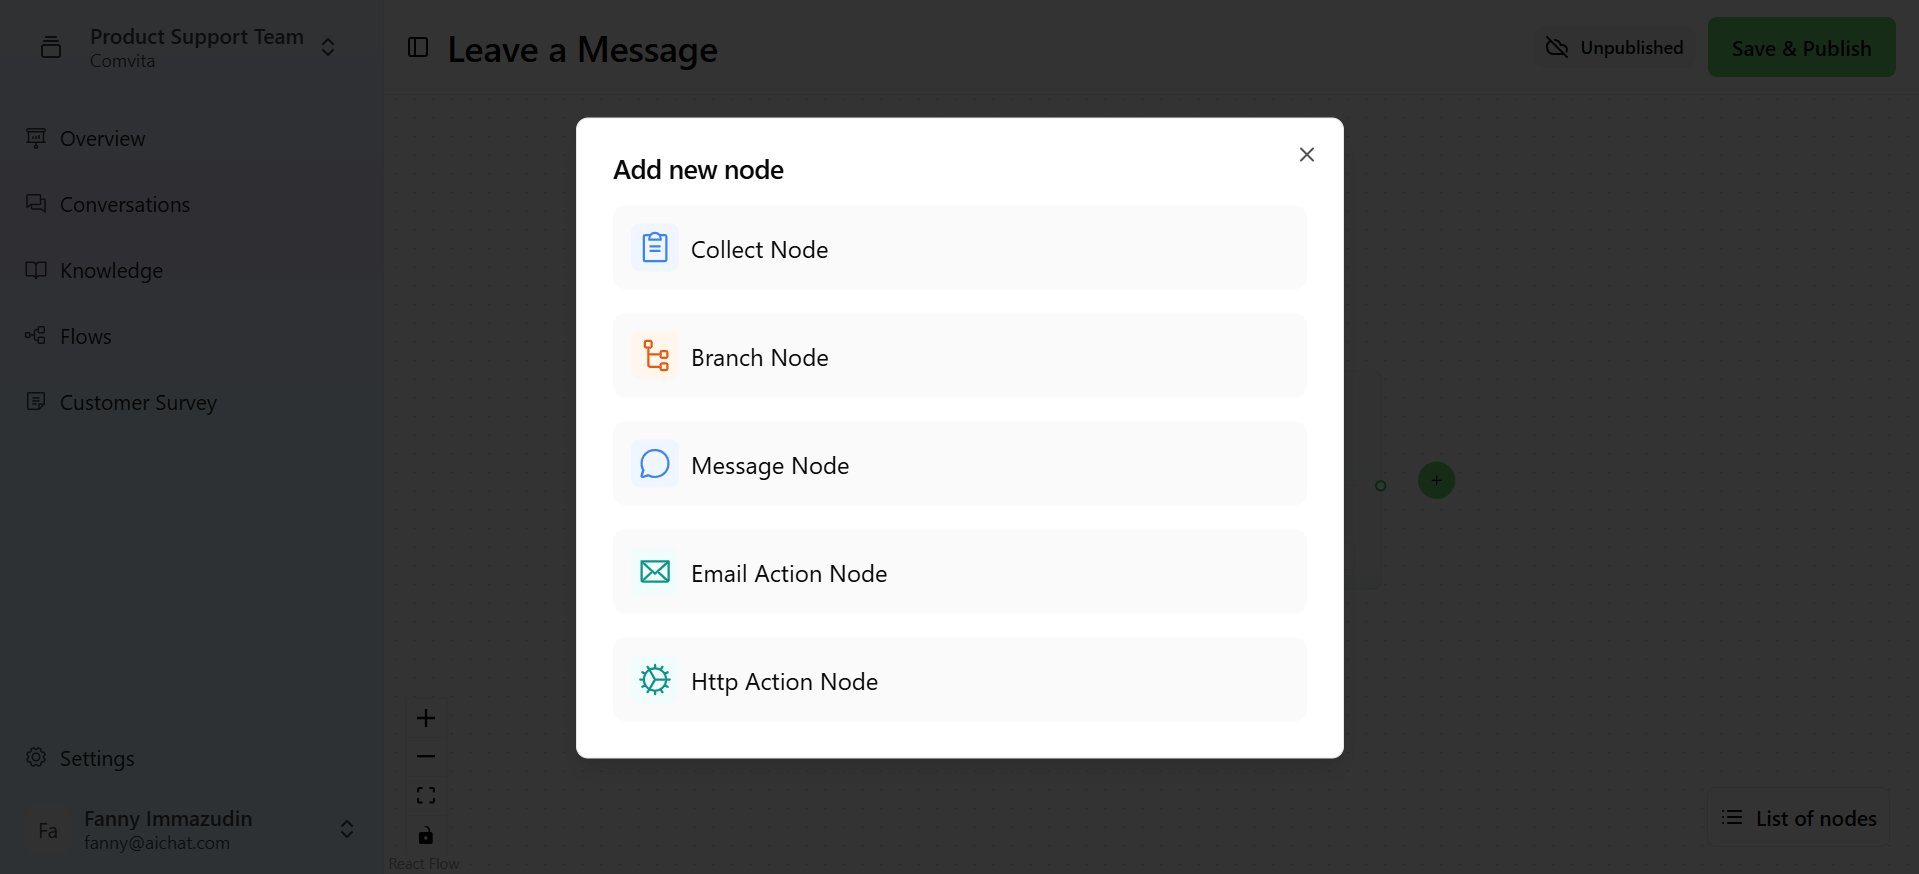 Product Support Team
Comvita
Overview
Conversations
Knowledge
Flows
Customer Survey
Settings
Fa
Fanny Immazudin
fanny@aichat.com
Leave a Message
Unpublished
Save & Publish
Add new node
Collect Node
Branch Node
Message Node
Email Action Node
Http Action Node
React Flow
List of nodes